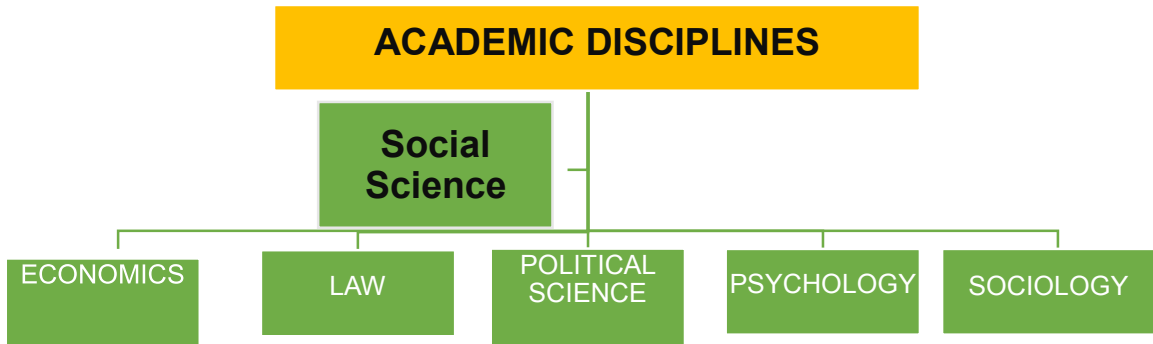 ACADEMIC DISCIPLINES
Social
Science
ECONOMICS
LAW
POLITICAL
SCIENCE
PSYCHOLOGY
SOCIOLOGY